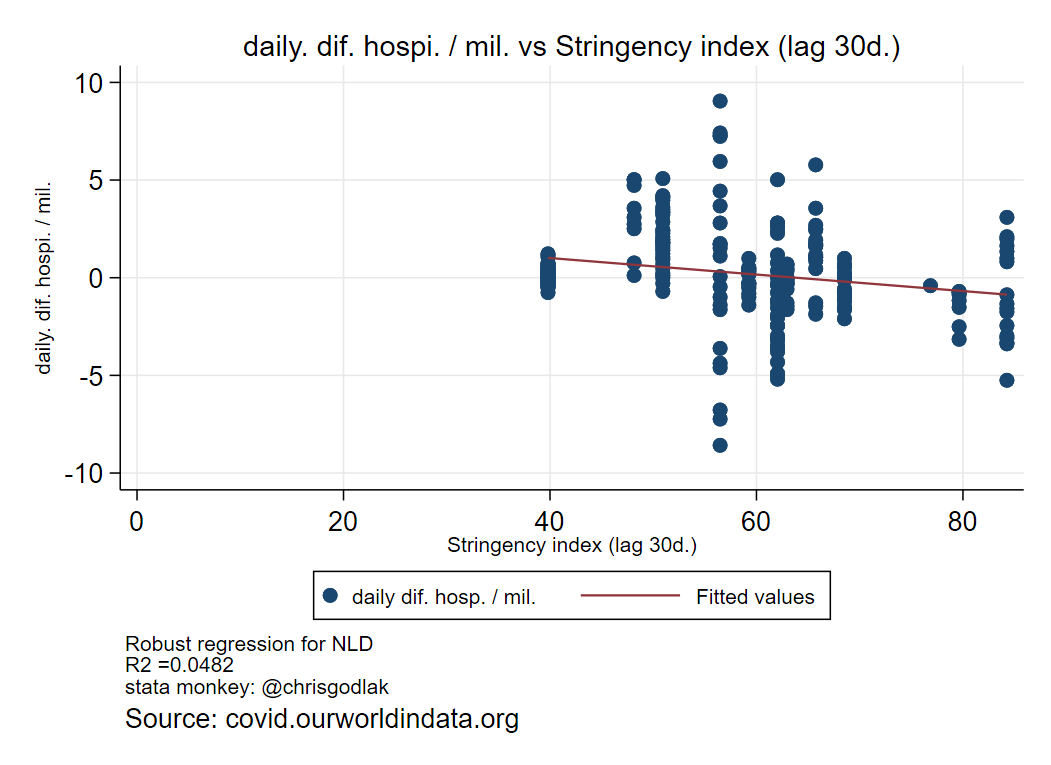 daily. dif. hospi. / mil. vs Stringency index (lag 30d.)
daily. dif. hospi. / mil.
10
5
0
-5
-10
0 20 40 60 80
Stringency index (lag 30d.)
daily dif. hosp. / mil. Fitted values
Robust regression for NLD
R2 =0.0482
stata monkey: @chrisgodlak
Source: covid.ourworldindata.org